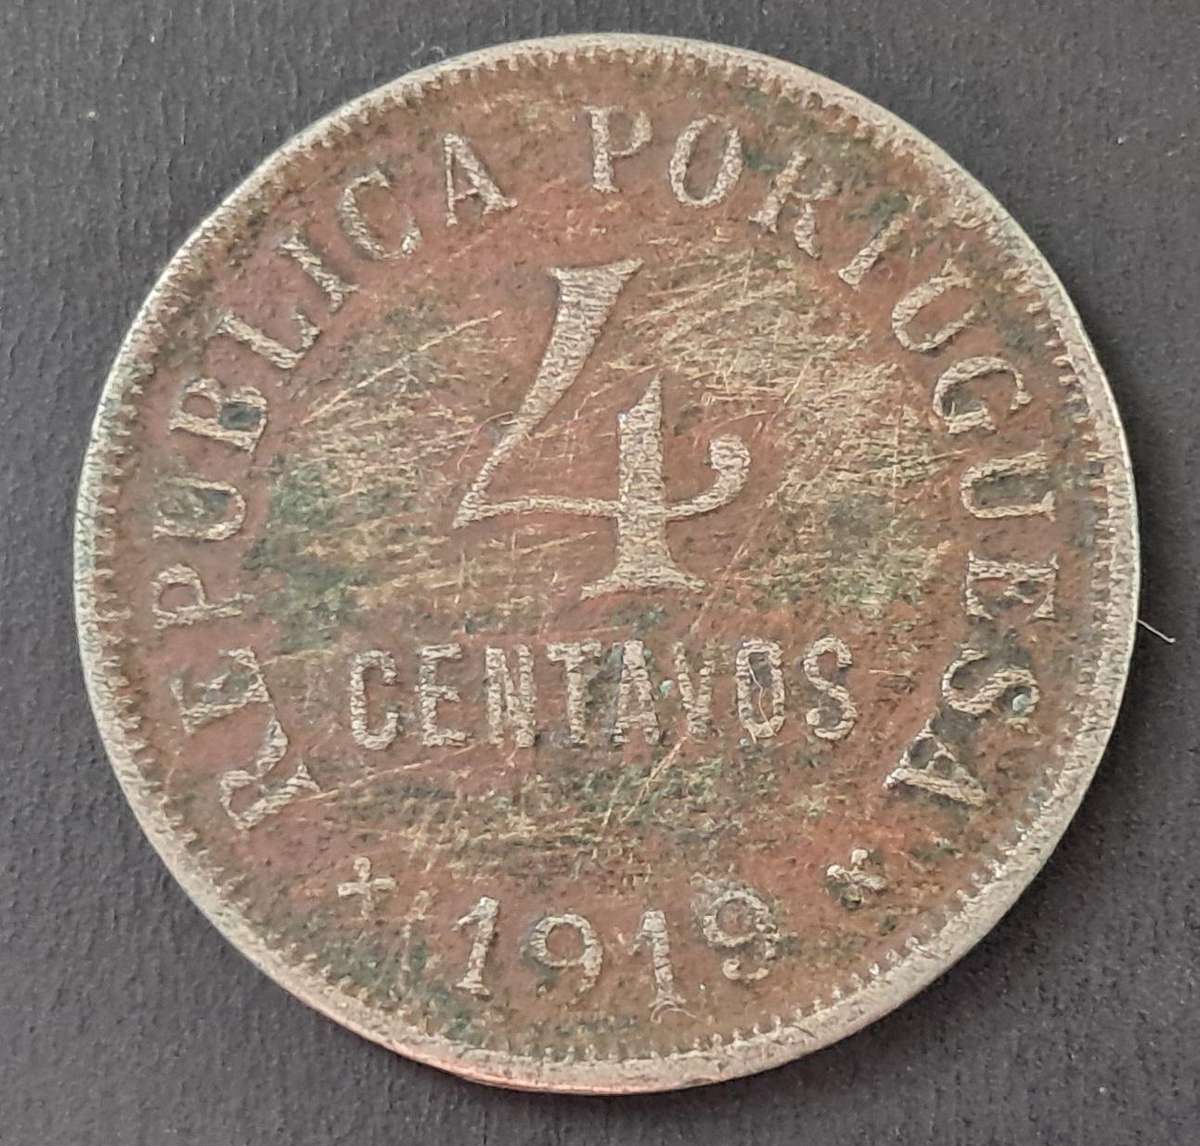 REPUBLICA PORTUGUESA
4
CENTAVOS
1919